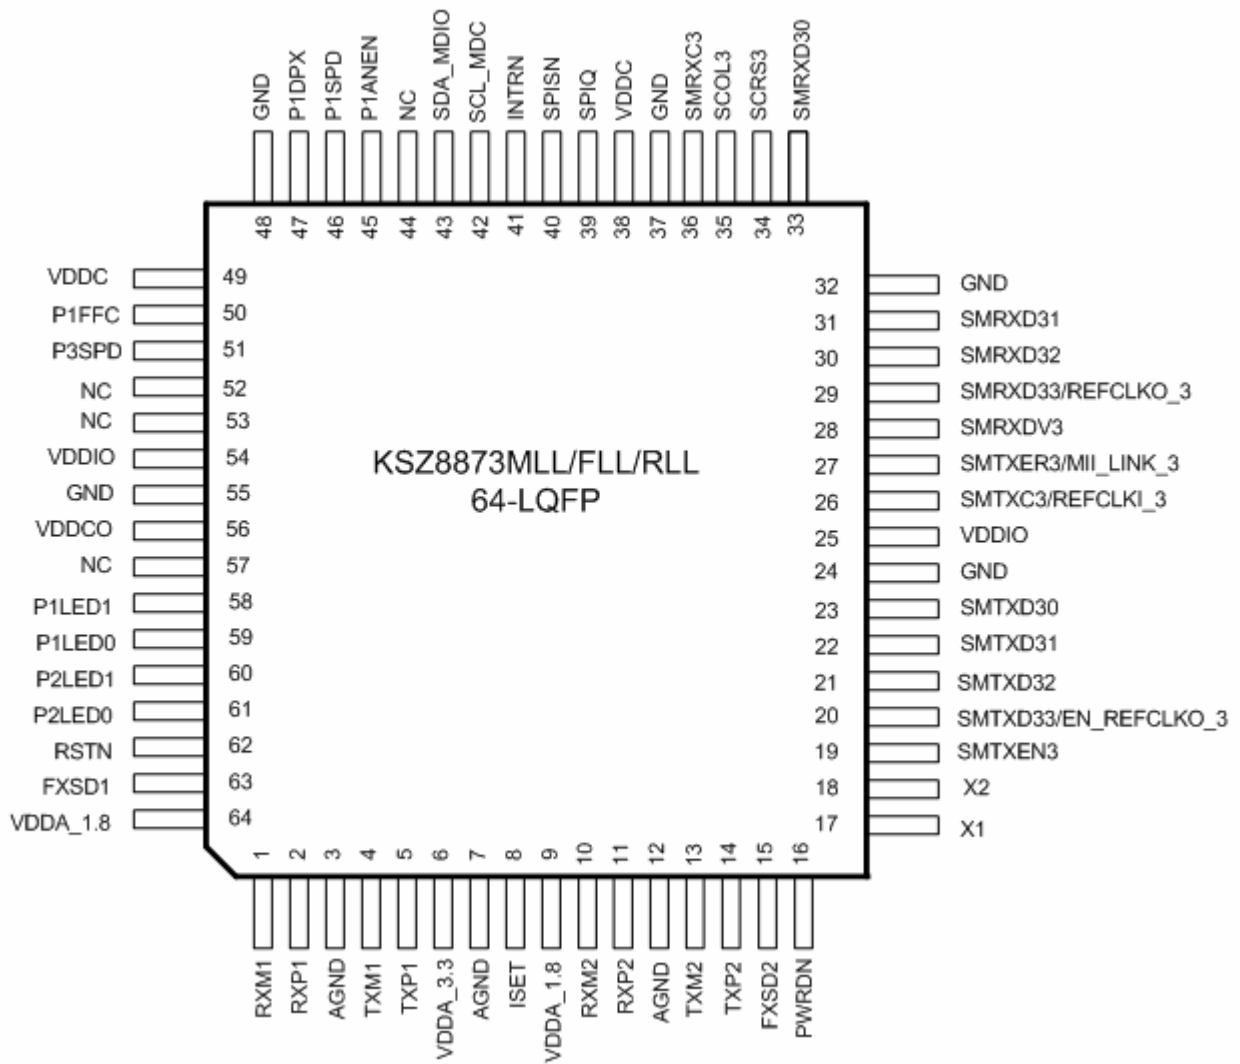 GND
P1DPX
P1SPD
P1ANEN
NC
SDA_MDIO
SCL_MDC
INTRN
SPISN
SPIQ
VDDC
GND
SMRXC3
SCOL3
SCRS3
SMRXD30
48
47
46
45
44
43
42
41
40
39
38
37
36
35
34
33
VDDC 49
P1FFC 50
P3SPD 51
NC 52
NC 53
VDDIO 54
GND 55
VDDCO 56
NC 57
P1LED1 58
P1LED0 59
P2LED1 60
P2LED0 61
RSTN 62
FXSD1 63
VDDA_1.8 64
KSZ8873MLL/FLL/RLL
64-LQFP
32 GND
31 SMRXD31
30 SMRXD32
29 SMRXD33/REFCLKO_3
28 SMRXDV3
27 SMTXER3/MII_LINK_3
26 SMTXC3/REFCLKI_3
25 VDDIO
24 GND
23 SMTXD30
22 SMTXD31
21 SMTXD32
20 SMTXD33/EN_REFCLKO_3
19 SMTXEN3
18 X2
17 X1
1
2
3
4
5
6
7
8
9
10
11
12
13
14
15
16
RXM1
RXP1
AGND
TXM1
TXP1
VDDA_3.3
AGND
ISET
VDDA_1.8
RXM2
RXP2
AGND
TXM2
TXP2
FXSD2
PWRDN